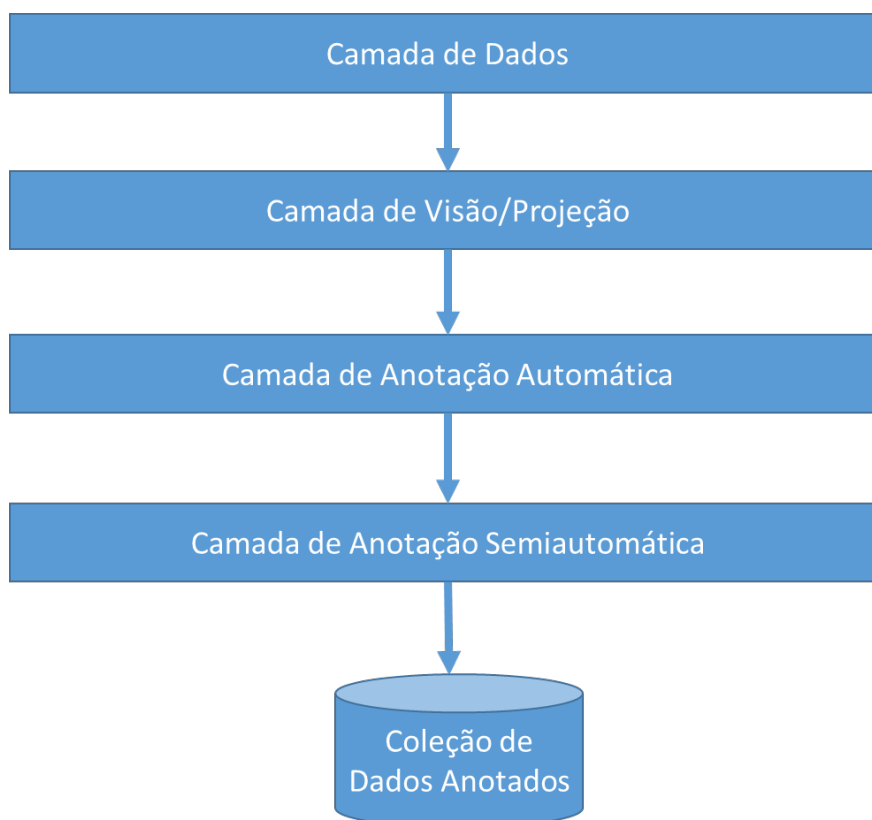 Camada de Dados
Camada de Visão/Projeção
Camada de Anotação Automática
Camada de Anotação Semiautomática
Coleção de
Dados Anotados